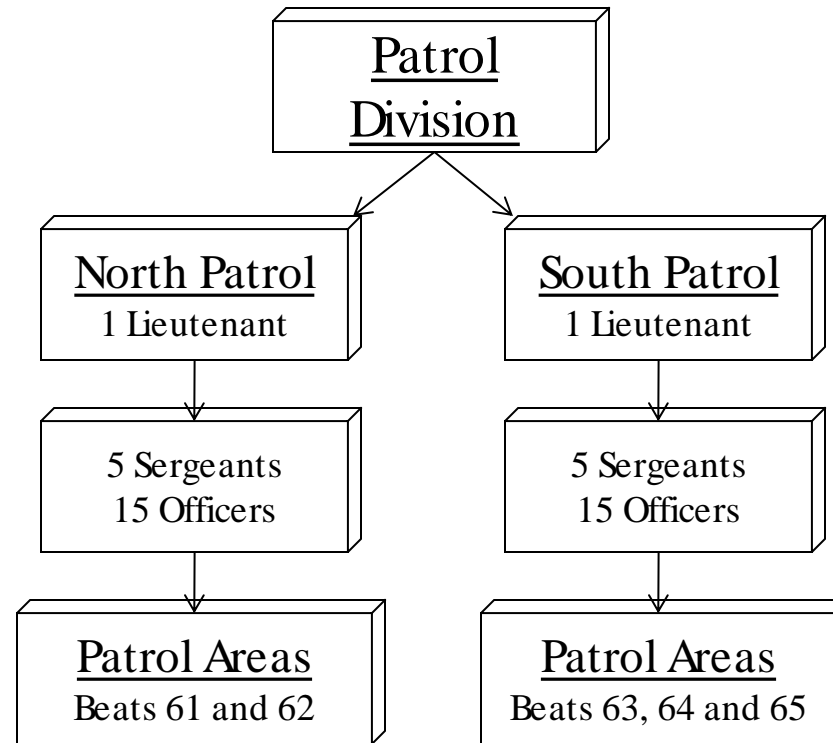 Patrol
Division
North Patrol
1 Lieutenant
South Patrol
1 Lieutenant
5 Sergeants
15 Officers
5 Sergeants
15 Officers
Patrol Areas
Beats 61 and 62
Patrol Areas
Beats 63, 64 and 65